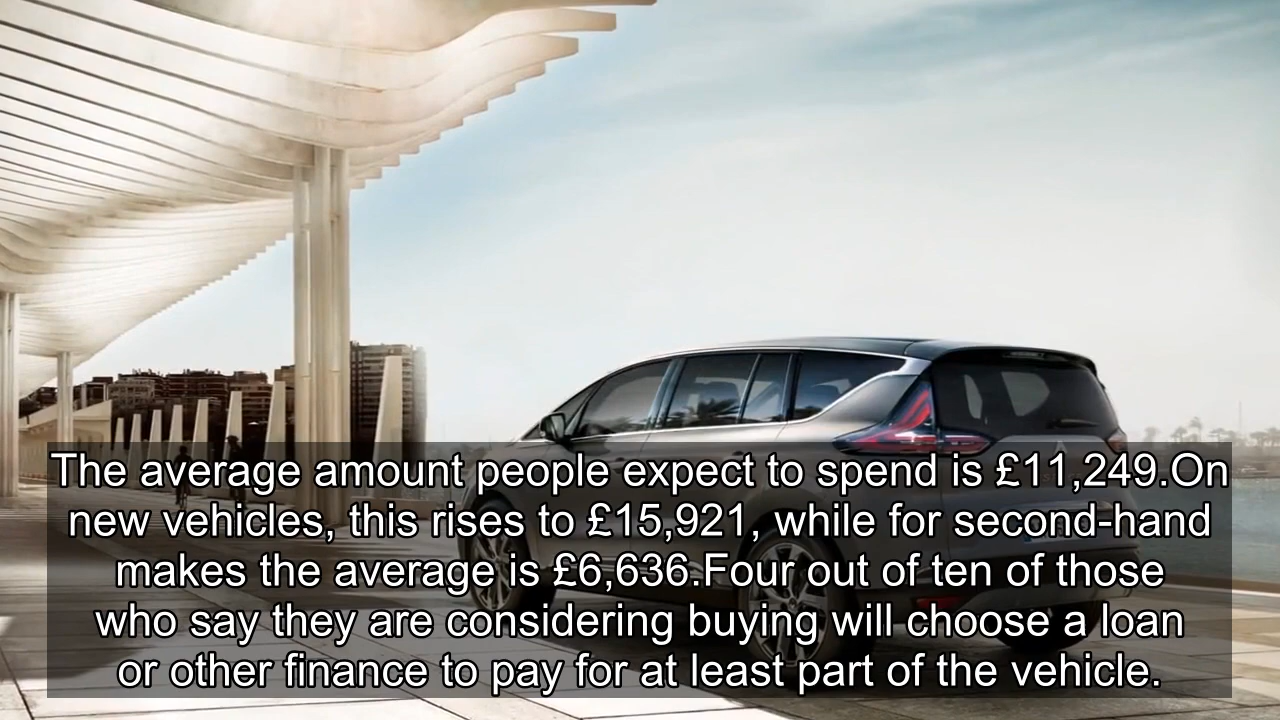 The average amount people expect to spend is £11,249.On
new vehicles, this rises to £15,921, while for second-hand
makes the average is £6,636.Four out of ten of those
who say they are considering buying will choose a loan
or other finance to pay for at least part of the vehicle.